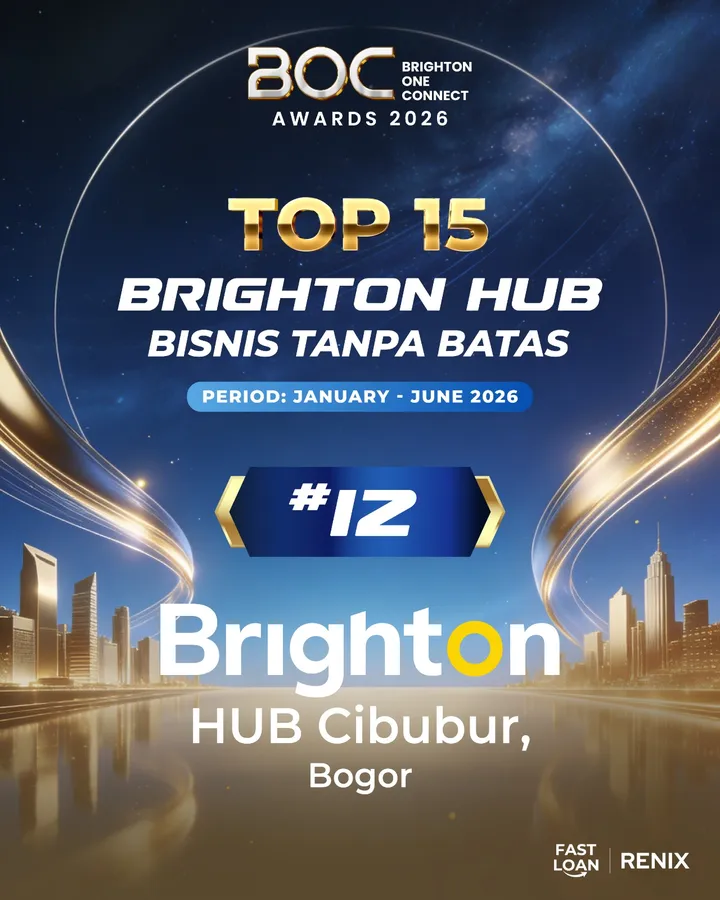 BOC BRIGHTON
ONE
CONNECT
AWARDS 2026
TOP 15
BRIGHTON HUB
BISNIS TANPA BATAS
PERIOD: JANUARY - JUNE 2026
#12
Brighton
HUB Cibubur,
Bogor
FAST
LOAN
RENIX